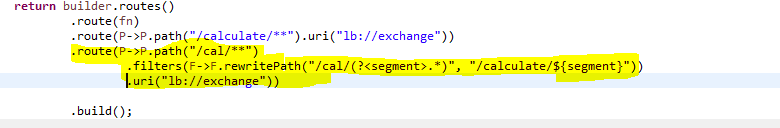 return builder.routes()
.route(fn)
.route(P->P.path("/calculate/**").uri("lb://exchange"))
.route(P->P.path("/cal/**")
.filters(F->F.rewritePath("/cal/(?<segment>.*)", "/calculate/${segment}"))
.uri("lb://exchange"))
.build();